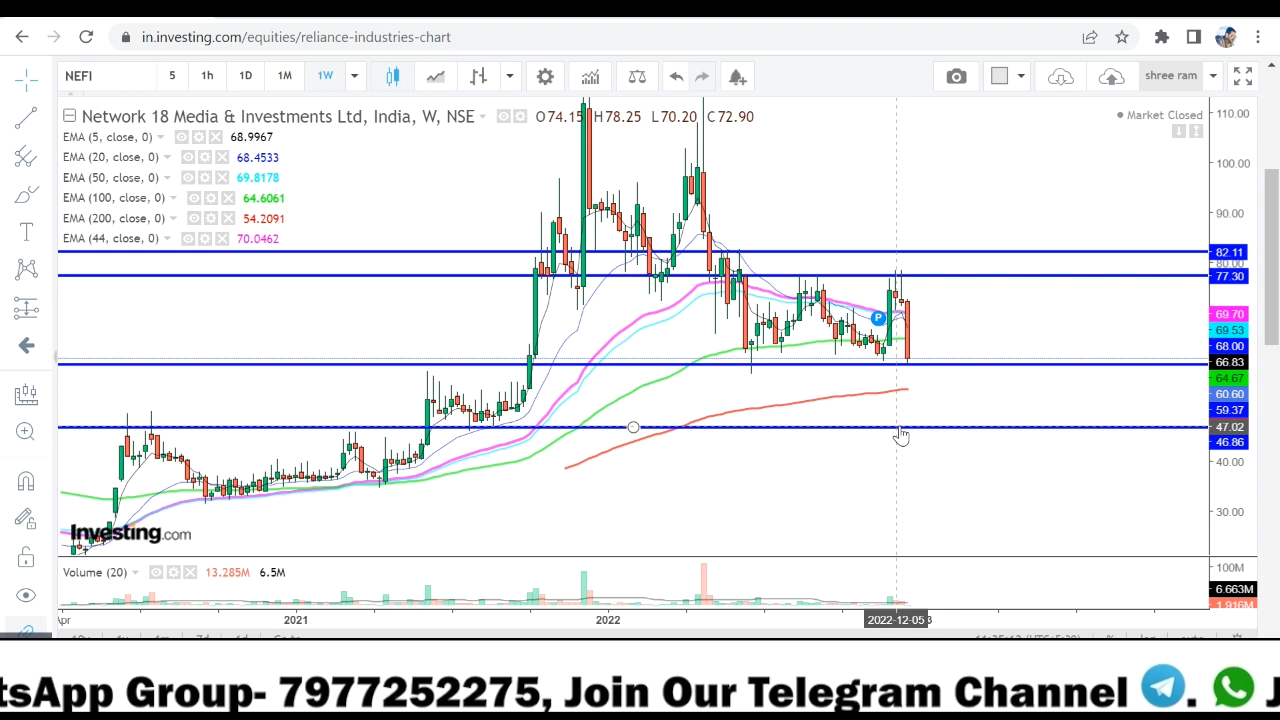 in.investing.com/equities/reliance-industries-chart
NEFI 5 1h 1D 1M 1W shree ram
Network 18 Media & Investments Ltd, India, W, NSE O74.15 H78.25 L70.20 C72.90
Market Closed
EMA (5, close, 0) 68.9967
EMA (20, close, 0) 68.4533
EMA (50, close, 0) 69.8178
EMA (100, close, 0) 64.6061
EMA (200, close, 0) 54.2091
EMA (44, close, 0) 70.0462
110.00
100.00
90.00
82.11
80.00
77.30
69.70
69.53
68.00
66.83
64.67
60.60
59.37
47.02
46.86
40.00
30.00
Investing.com
Volume (20) 13.285M 6.5M
100M
6.663M
1.916M
Apr 2021 2022 2022-12-05
tsApp Group- 7977252275, Join Our Telegram Channel . J